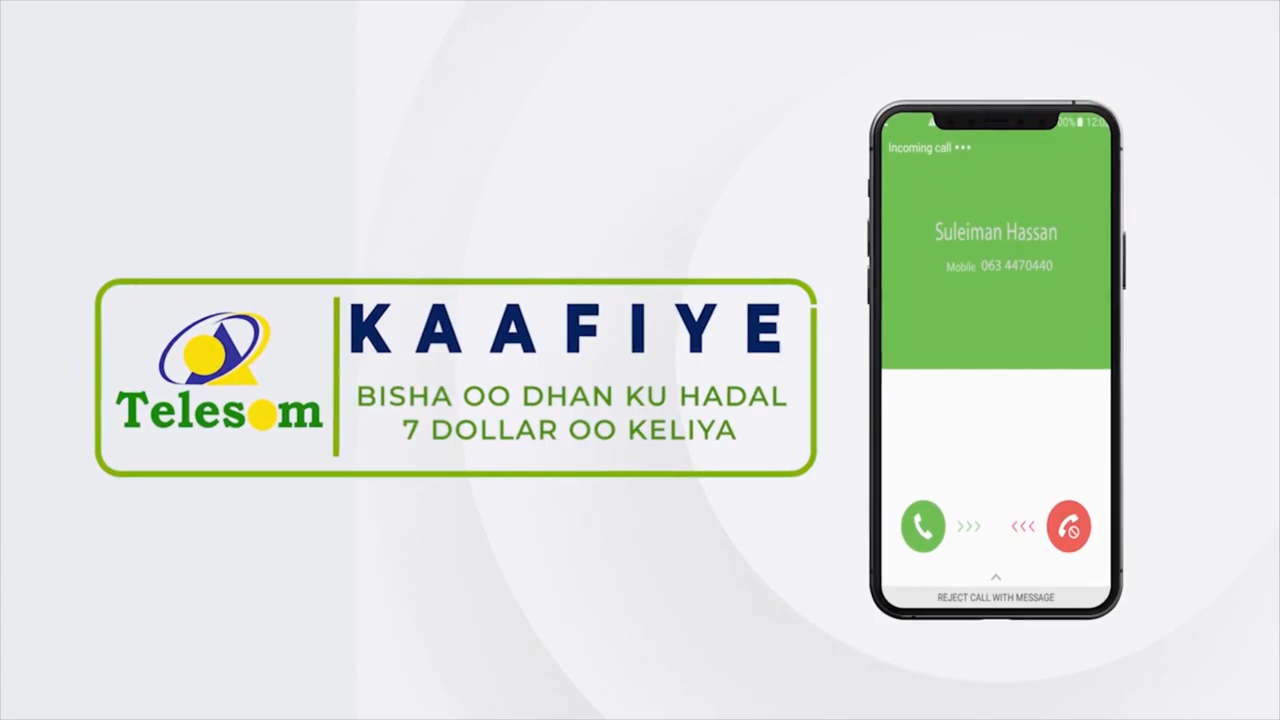 Telesom
KAAFIYE
BISHA OO DHAN KU HADAL
7 DOLLAR OO KELIYA
Incoming call •••
Suleiman Hassan
Mobile 063 4470440
REJECT CALL WITH MESSAGE